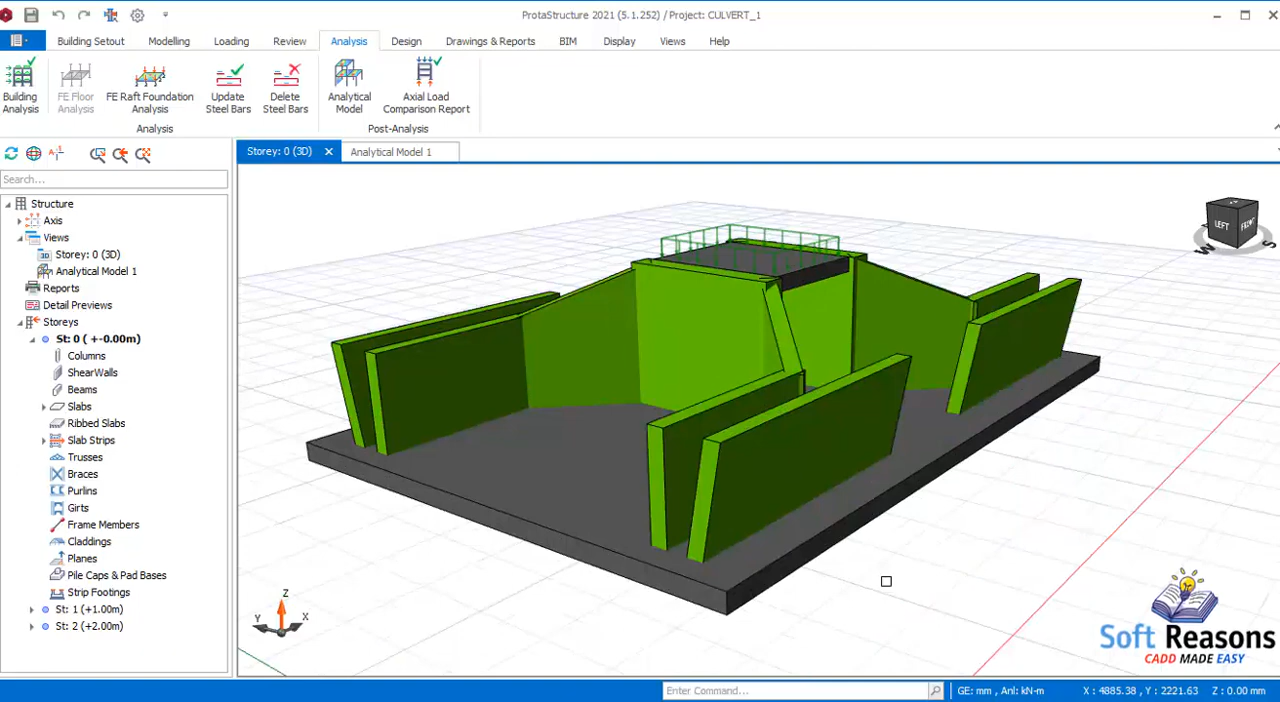 ProtaStructure 2021 (5.1.252) / Project: CULVERT_1
Building Setout Modelling Loading Review Analysis Design Drawings & Reports BIM Display Views Help
Building Analysis
FE Floor Analysis
FE Raft Foundation Analysis
Update Steel Bars
Delete Steel Bars
Analytical Model
Axial Load Comparison Report
Analysis
Post-Analysis
Storey: 0 (3D)
Analytical Model 1
Search...
Structure
Axis
Views
3D Storey: 0 (3D)
Analytical Model 1
Reports
Detail Previews
Storeys
St: 0 ( +-0.00m)
Columns
ShearWalls
Beams
Slabs
Ribbed Slabs
Slab Strips
Trusses
Braces
Purlins
Girts
Frame Members
Claddings
Planes
Pile Caps & Pad Bases
Strip Footings
St: 1 (+1.00m)
St: 2 (+2.00m)
LEFT FRONT
W S
Z
Y X
Soft Reasons
CADD MADE EASY
Enter Command...
GE: mm , Anl: kN-m
X : 4885.38 , Y : 2221.63
Z : 0.00 mm